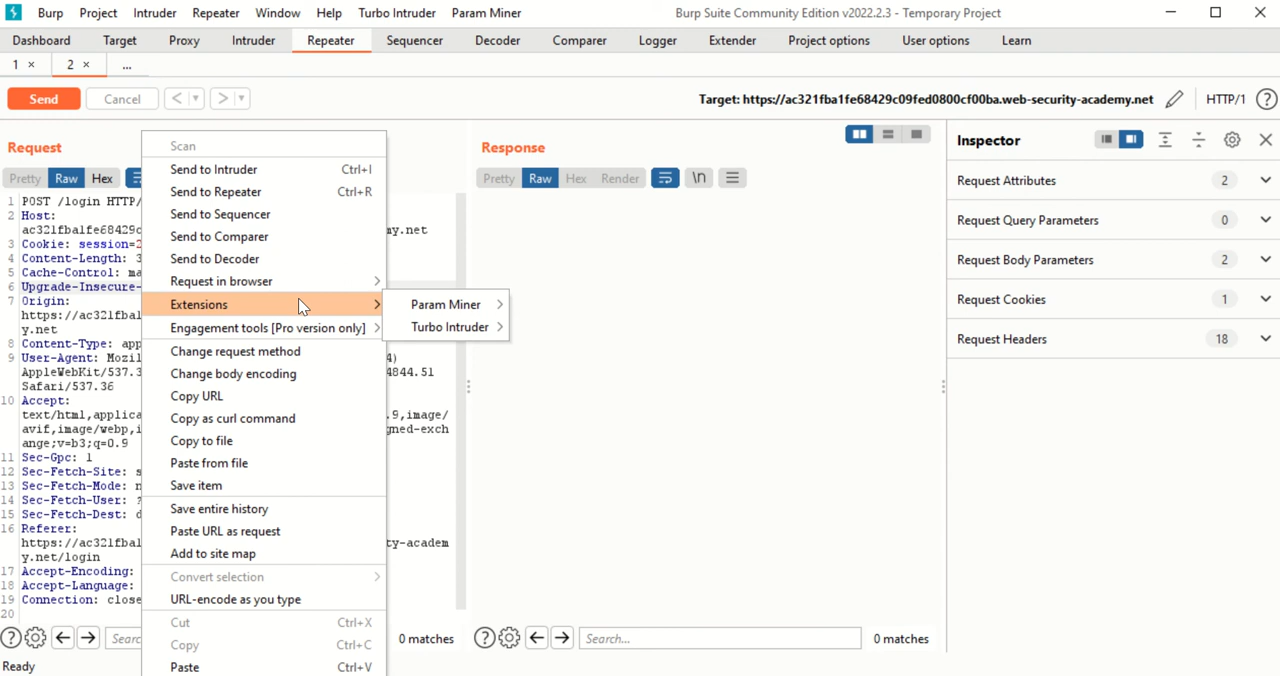 Burp Project Intruder Repeater Window Help Turbo Intruder Param Miner Burp Suite Community Edition v2022.2.3 - Temporary Project
Dashboard Target Proxy Intruder Repeater Sequencer Decoder Comparer Logger Extender Project options User options Learn
1 × 2 × ...
Send Cancel < > Target: https://ac321fba1fe68429c09fed0800cf00ba.web-security-academy.net HTTP/1 ?
Request
Pretty Raw Hex
1 POST /login HTTP/
2 Host:
ac321fba1fe68429c my.net
3 Cookie: session=2
4 Content-Length: 3
5 Cache-Control: ma
6 Upgrade-Insecure-
7 Origin:
https://ac321fbal
y.net
8 Content-Type: app
9 User-Agent: Mozil 4)
AppleWebKit/537.3 4844.51
Safari/537.36
10 Accept:
text/html,applica .9,image/
avif,image/webp,i gned-exch
ange;v=b3;q=0.9
11 Sec-Gpc: 1
12 Sec-Fetch-Site: s
13 Sec-Fetch-Mode: n
14 Sec-Fetch-User: ?
15 Sec-Fetch-Dest: d
16 Referer:
https://ac321fbal ty-academ
y.net/login
17 Accept-Encoding:
18 Accept-Language:
19 Connection: close
20
? Searc 0 matches
Ready
Scan
Send to Intruder Ctrl+I
Send to Repeater Ctrl+R
Send to Sequencer
Send to Comparer
Send to Decoder
Request in browser >
Extensions >
Engagement tools [Pro version only] >
Change request method
Change body encoding
Copy URL
Copy as curl command
Copy to file
Paste from file
Save item
Save entire history
Paste URL as request
Add to site map
Convert selection >
URL-encode as you type
Cut Ctrl+X
Copy Ctrl+C
Paste Ctrl+V
Param Miner >
Turbo Intruder >
Response
Pretty Raw Hex Render \n
? Search... 0 matches
Inspector
Request Attributes 2
Request Query Parameters 0
Request Body Parameters 2
Request Cookies 1
Request Headers 18